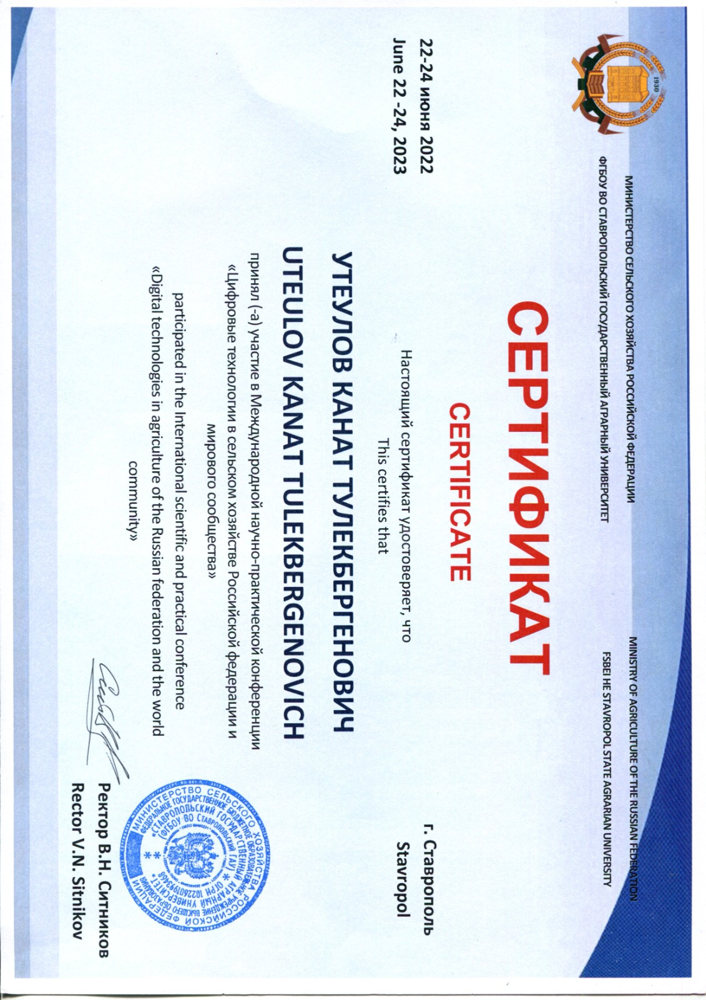 1930
МИНИСТЕРСТВО СЕЛЬСКОГО ХОЗЯЙСТВА РОССИЙСКОЙ ФЕДЕРАЦИИ
ФГБОУ ВО СТАВРОПОЛЬСКИЙ ГОСУДАРСТВЕННЫЙ АГРАРНЫЙ УНИВЕРСИТЕТ
MINISTRY OF AGRICULTURE OF THE RUSSIAN FEDERATION
FSBEI HE STAVROPOL STATE AGRARIAN UNIVERSITY
СЕРТИФИКАТ
CERTIFICATE
22-24 июня 2022
June 22 -24, 2023
г. Ставрополь
Stavropol
Настоящий сертификат удостоверяет, что
This certifies that
УТЕУЛОВ КАНАТ ТУЛЕКБЕРГЕНОВИЧ
UTEULOV KANAT TULEKBERGENOVICH
принял (-а) участие в Международной научно-практической конференции
«Цифровые технологии в сельском хозяйстве Российской федерации и
мирового сообщества»
participated in the International scientific and practical conference
«Digital technologies in agriculture of the Russian federation and the world
community»
Ректор В.Н. Ситников
Rector V.N. Sitnikov
МИНИСТЕРСТВО СЕЛЬСКОГО ХОЗЯЙСТВА РОССИЙСКОЙ ФЕДЕРАЦИИ
ФЕДЕРАЛЬНОЕ ГОСУДАРСТВЕННОЕ БЮДЖЕТНОЕ ОБРАЗОВАТЕЛЬНОЕ УЧРЕЖДЕНИЕ ВЫСШЕГО ОБРАЗОВАНИЯ
«СТАВРОПОЛЬСКИЙ ГОСУДАРСТВЕННЫЙ АГРАРНЫЙ УНИВЕРСИТЕТ»
(ФГБОУ ВО Ставропольский ГАУ) * ОГРН 1022601993468